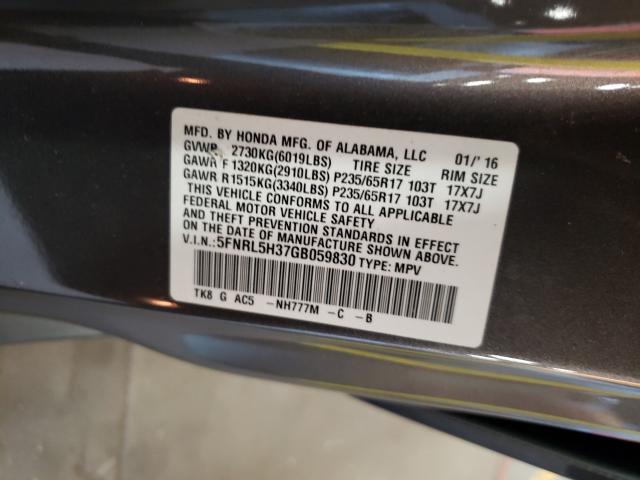 MFD. BY HONDA MFG. OF ALABAMA, LLC 01/'16
GVWR 2730KG(6019LBS) TIRE SIZE RIM SIZE
GAWR F 1320KG(2910LBS) P235/65R17 103T 17X7J
GAWR R1515KG(3340LBS) P235/65R17 103T 17X7J
THIS VEHICLE CONFORMS TO ALL APPLICABLE
FEDERAL MOTOR VEHICLE SAFETY
AND THEFT PREVENTION STANDARDS IN EFFECT
ON THE DATE OF MANUFACTURE SHOWN ABOVE.
V.I.N.:5FNRL5H37GB059830 TYPE: MPV
TK8 G AC5 -NH777M -C -B